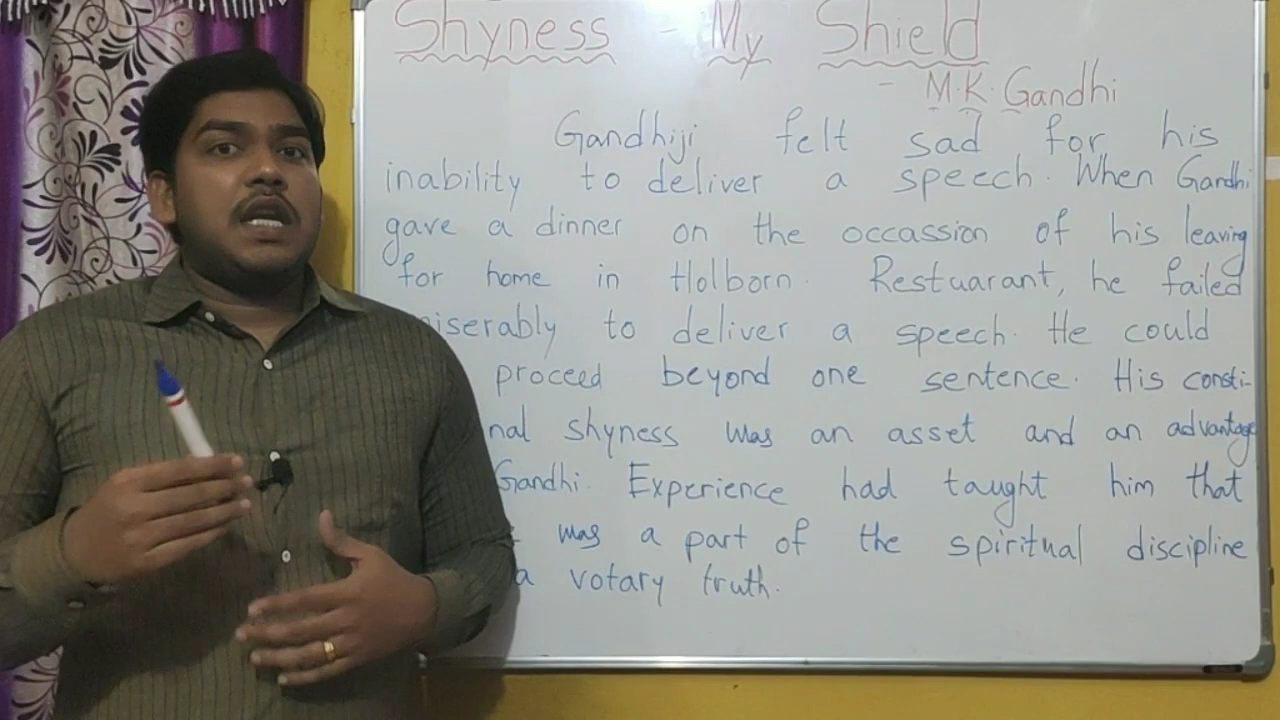 Shyness - My Shield
- M.K. Gandhi
Gandhiji felt sad for his
inability to deliver a speech. When Gandhi
gave a dinner on the occassion of his leaving
for home in Holborn. Restuarant, he failed
iserably to deliver a speech. He could
proceed beyond one sentence. His consti-
nal shyness was an asset and an advantage
Gandhi. Experience had taught him that
was a part of the spiritual discipline
a votary truth.